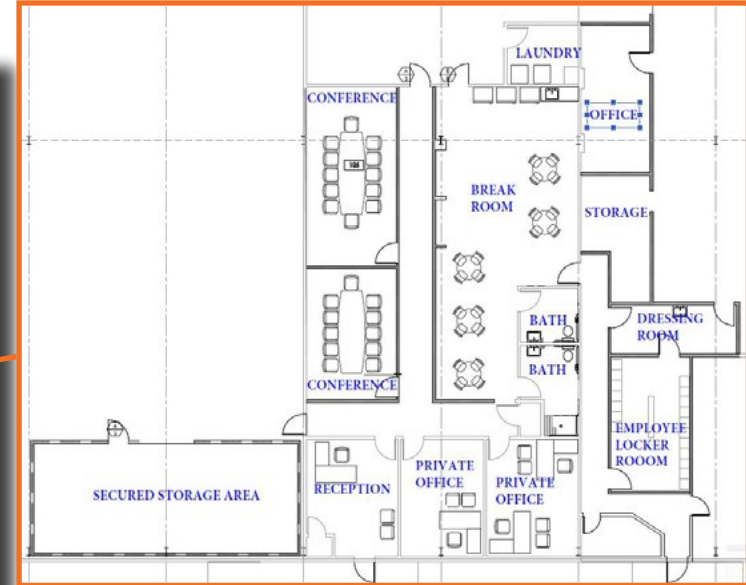 LAUNDRY
CONFERENCE
OFFICE
105
BREAK
ROOM
STORAGE
BATH
DRESSING
ROOM
BATH
CONFERENCE
EMPLOYEE
LOCKER
ROOOM
SECURED STORAGE AREA
RECEPTION
PRIVATE
OFFICE
PRIVATE
OFFICE